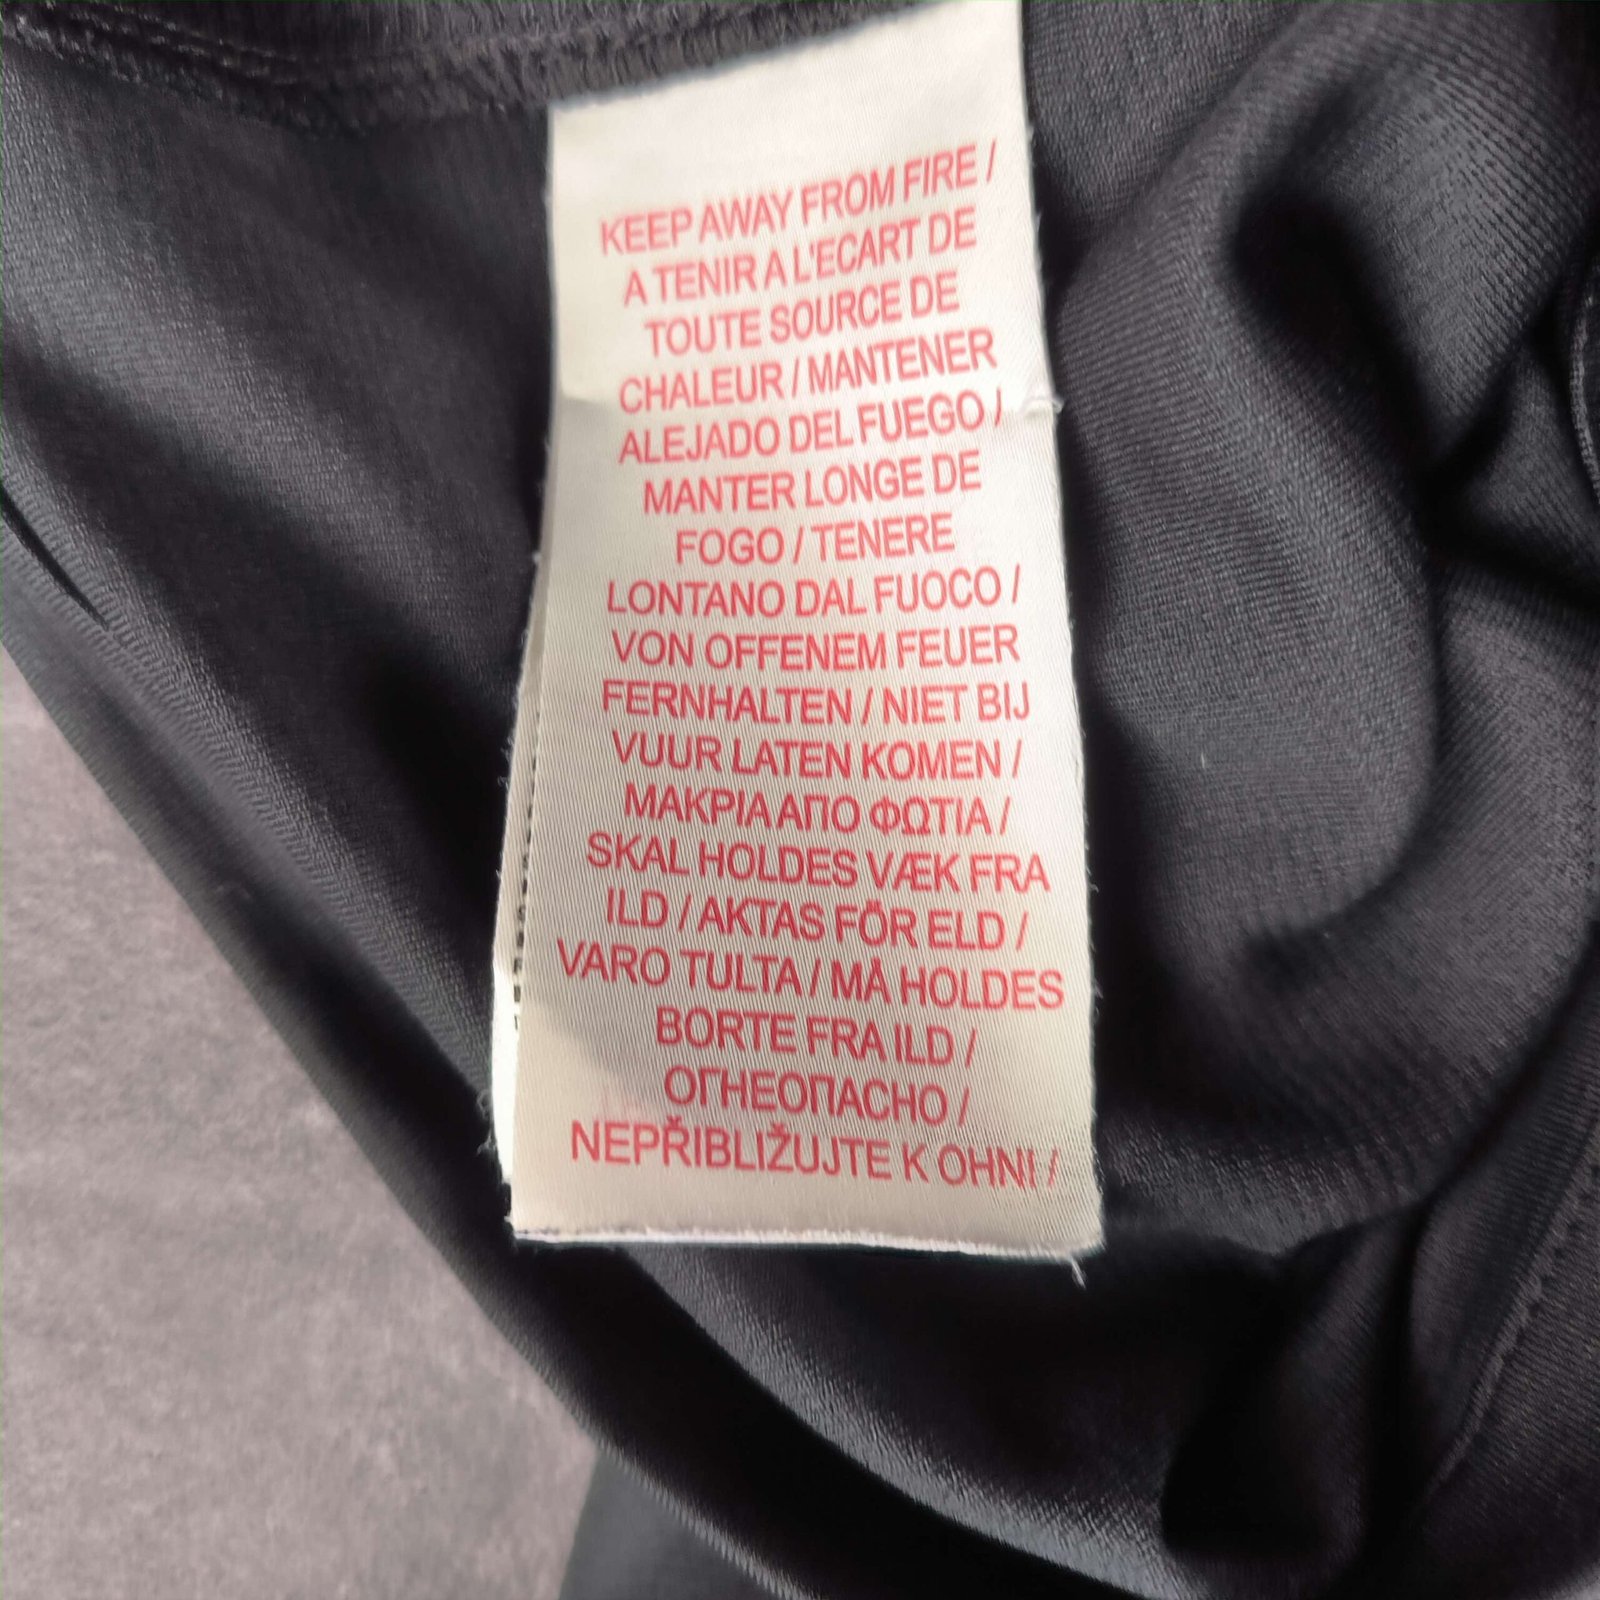 KEEP AWAY FROM FIRE /
A TENIR A L'ECART DE
TOUTE SOURCE DE
CHALEUR / MANTENER
ALEJADO DEL FUEGO /
MANTER LONGE DE
FOGO / TENERE
LONTANO DAL FUOCO /
VON OFFENEM FEUER
FERNHALTEN / NIET BIJ
VUUR LATEN KOMEN /
ΜΑΚΡΙΑ ΑΠΟ ΦΩΤΙΑ /
SKAL HOLDES VÆK FRA
ILD / AKTAS FÖR ELD /
VARO TULTA / MÅ HOLDES
BORTE FRA ILD /
ОГНЕОПАСНО /
NEPŘIBLIŽUJTE K OHNI /